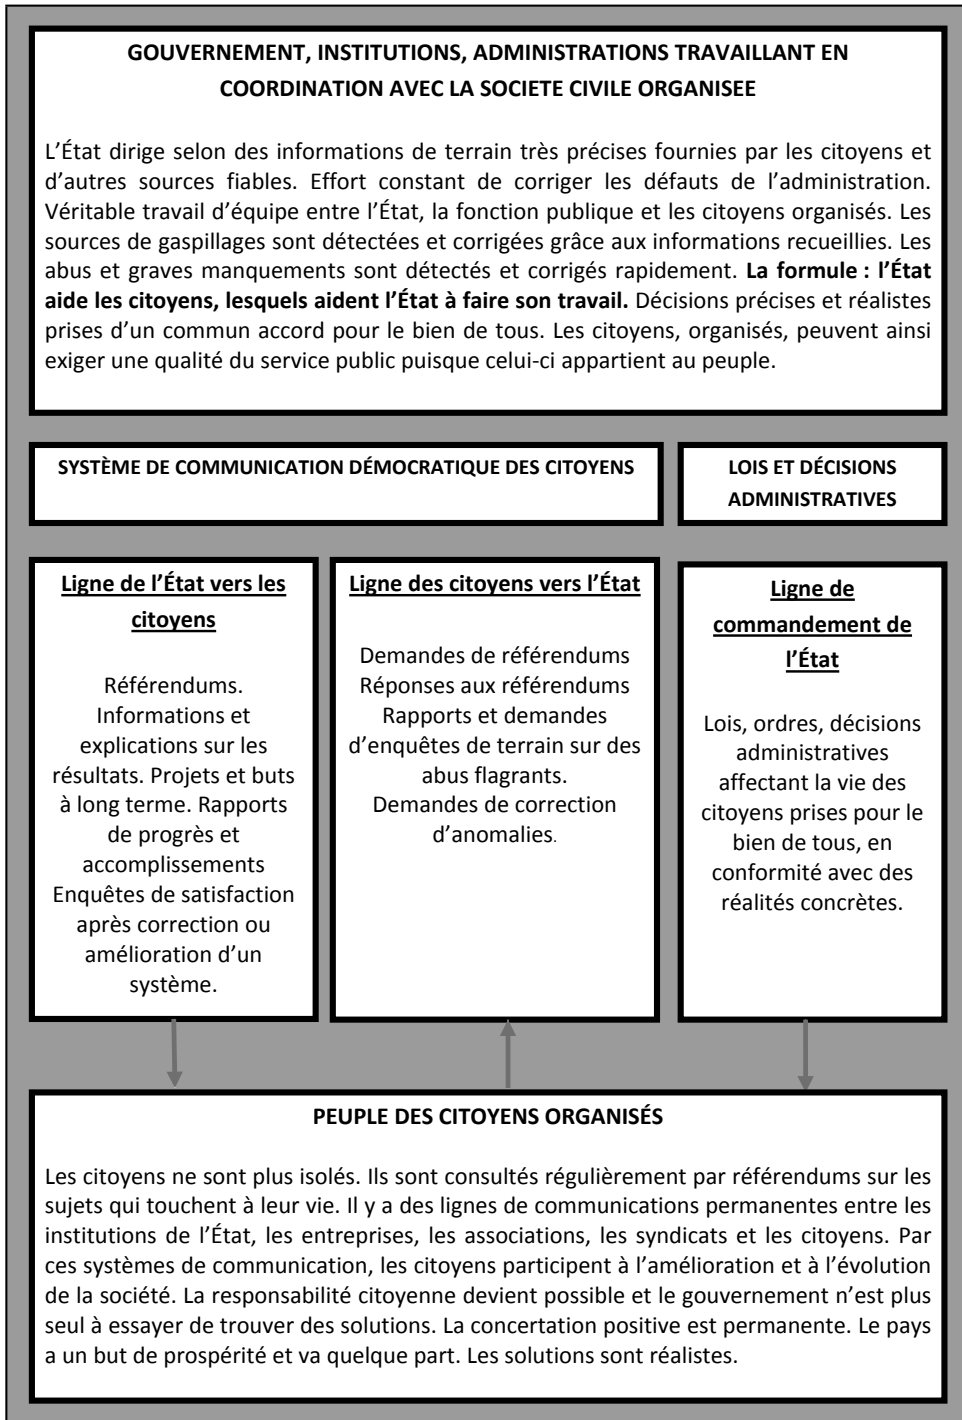 GOUVERNEMENT, INSTITUTIONS, ADMINISTRATIONS TRAVAILLANT EN
COORDINATION AVEC LA SOCIETE CIVILE ORGANISEE
L’État dirige selon des informations de terrain très précises fournies par les citoyens et
d’autres sources fiables. Effort constant de corriger les défauts de l’administration.
Véritable travail d’équipe entre l’État, la fonction publique et les citoyens organisés. Les
sources de gaspillages sont détectées et corrigées grâce aux informations recueillies. Les
abus et graves manquements sont détectés et corrigés rapidement. La formule : l’État
aide les citoyens, lesquels aident l’État à faire son travail. Décisions précises et réalistes
prises d’un commun accord pour le bien de tous. Les citoyens, organisés, peuvent ainsi
exiger une qualité du service public puisque celui-ci appartient au peuple.
SYSTÈME DE COMMUNICATION DÉMOCRATIQUE DES CITOYENS
LOIS ET DÉCISIONS
ADMINISTRATIVES
Ligne de l’État vers les
citoyens
Référendums.
Informations et
explications sur les
résultats. Projets et buts
à long terme. Rapports
de progrès et
accomplissements
Enquêtes de satisfaction
après correction ou
amélioration d’un
système.
Ligne des citoyens vers l’État
Demandes de référendums
Réponses aux référendums
Rapports et demandes
d’enquêtes de terrain sur des
abus flagrants.
Demandes de correction
d’anomalies.
Ligne de
commandement de
l’État
Lois, ordres, décisions
administratives
affectant la vie des
citoyens prises pour le
bien de tous, en
conformité avec des
réalités concrètes.
PEUPLE DES CITOYENS ORGANISÉS
Les citoyens ne sont plus isolés. Ils sont consultés régulièrement par référendums sur les
sujets qui touchent à leur vie. Il y a des lignes de communications permanentes entre les
institutions de l’État, les entreprises, les associations, les syndicats et les citoyens. Par
ces systèmes de communication, les citoyens participent à l’amélioration et à l’évolution
de la société. La responsabilité citoyenne devient possible et le gouvernement n’est plus
seul à essayer de trouver des solutions. La concertation positive est permanente. Le pays
a un but de prospérité et va quelque part. Les solutions sont réalistes.